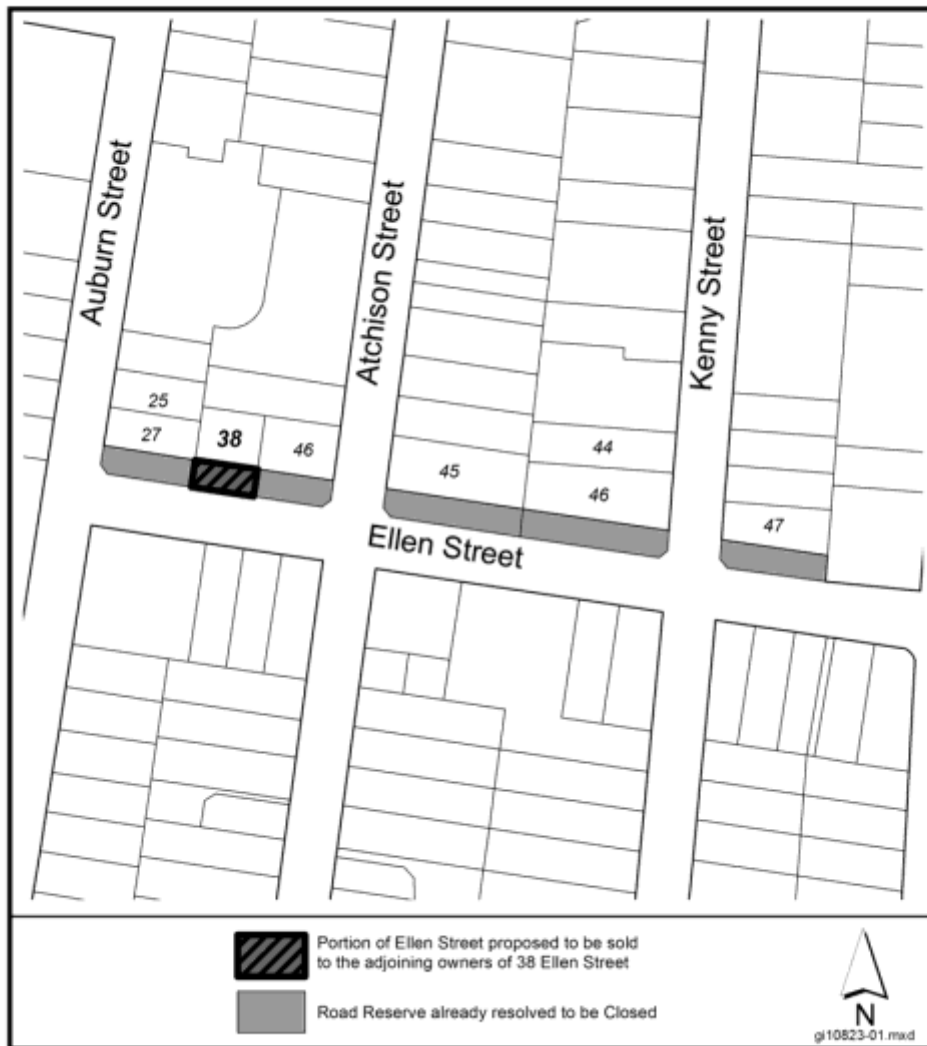 Auburn Street
Atchison Street
Kenny Street
25
27
38
46
45
44
46
47
Ellen Street
Portion of Ellen Street proposed to be sold
to the adjoining owners of 38 Ellen Street
Road Reserve already resolved to be Closed
N
gi10823-01.mxd